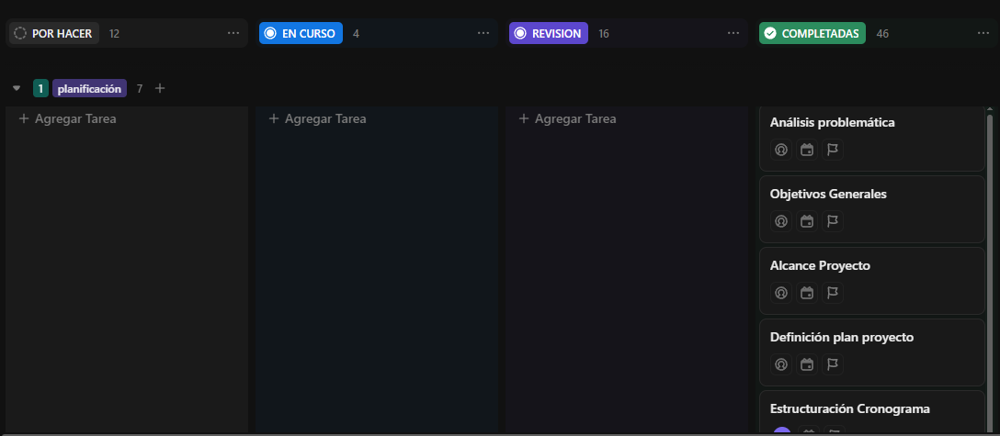 POR HACER 12 ... EN CURSO 4 ... REVISION 16 ... COMPLETADAS 46 ...
1 planificación 7 +
+ Agregar Tarea + Agregar Tarea + Agregar Tarea
Análisis problemática
Objetivos Generales
Alcance Proyecto
Definición plan proyecto
Estructuración Cronograma